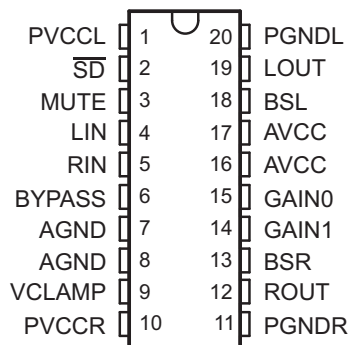 PVCCL 1 20 PGNDL
SD 2 19 LOUT
MUTE 3 18 BSL
LIN 4 17 AVCC
RIN 5 16 AVCC
BYPASS 6 15 GAIN0
AGND 7 14 GAIN1
AGND 8 13 BSR
VCLAMP 9 12 ROUT
PVCCR 10 11 PGNDR